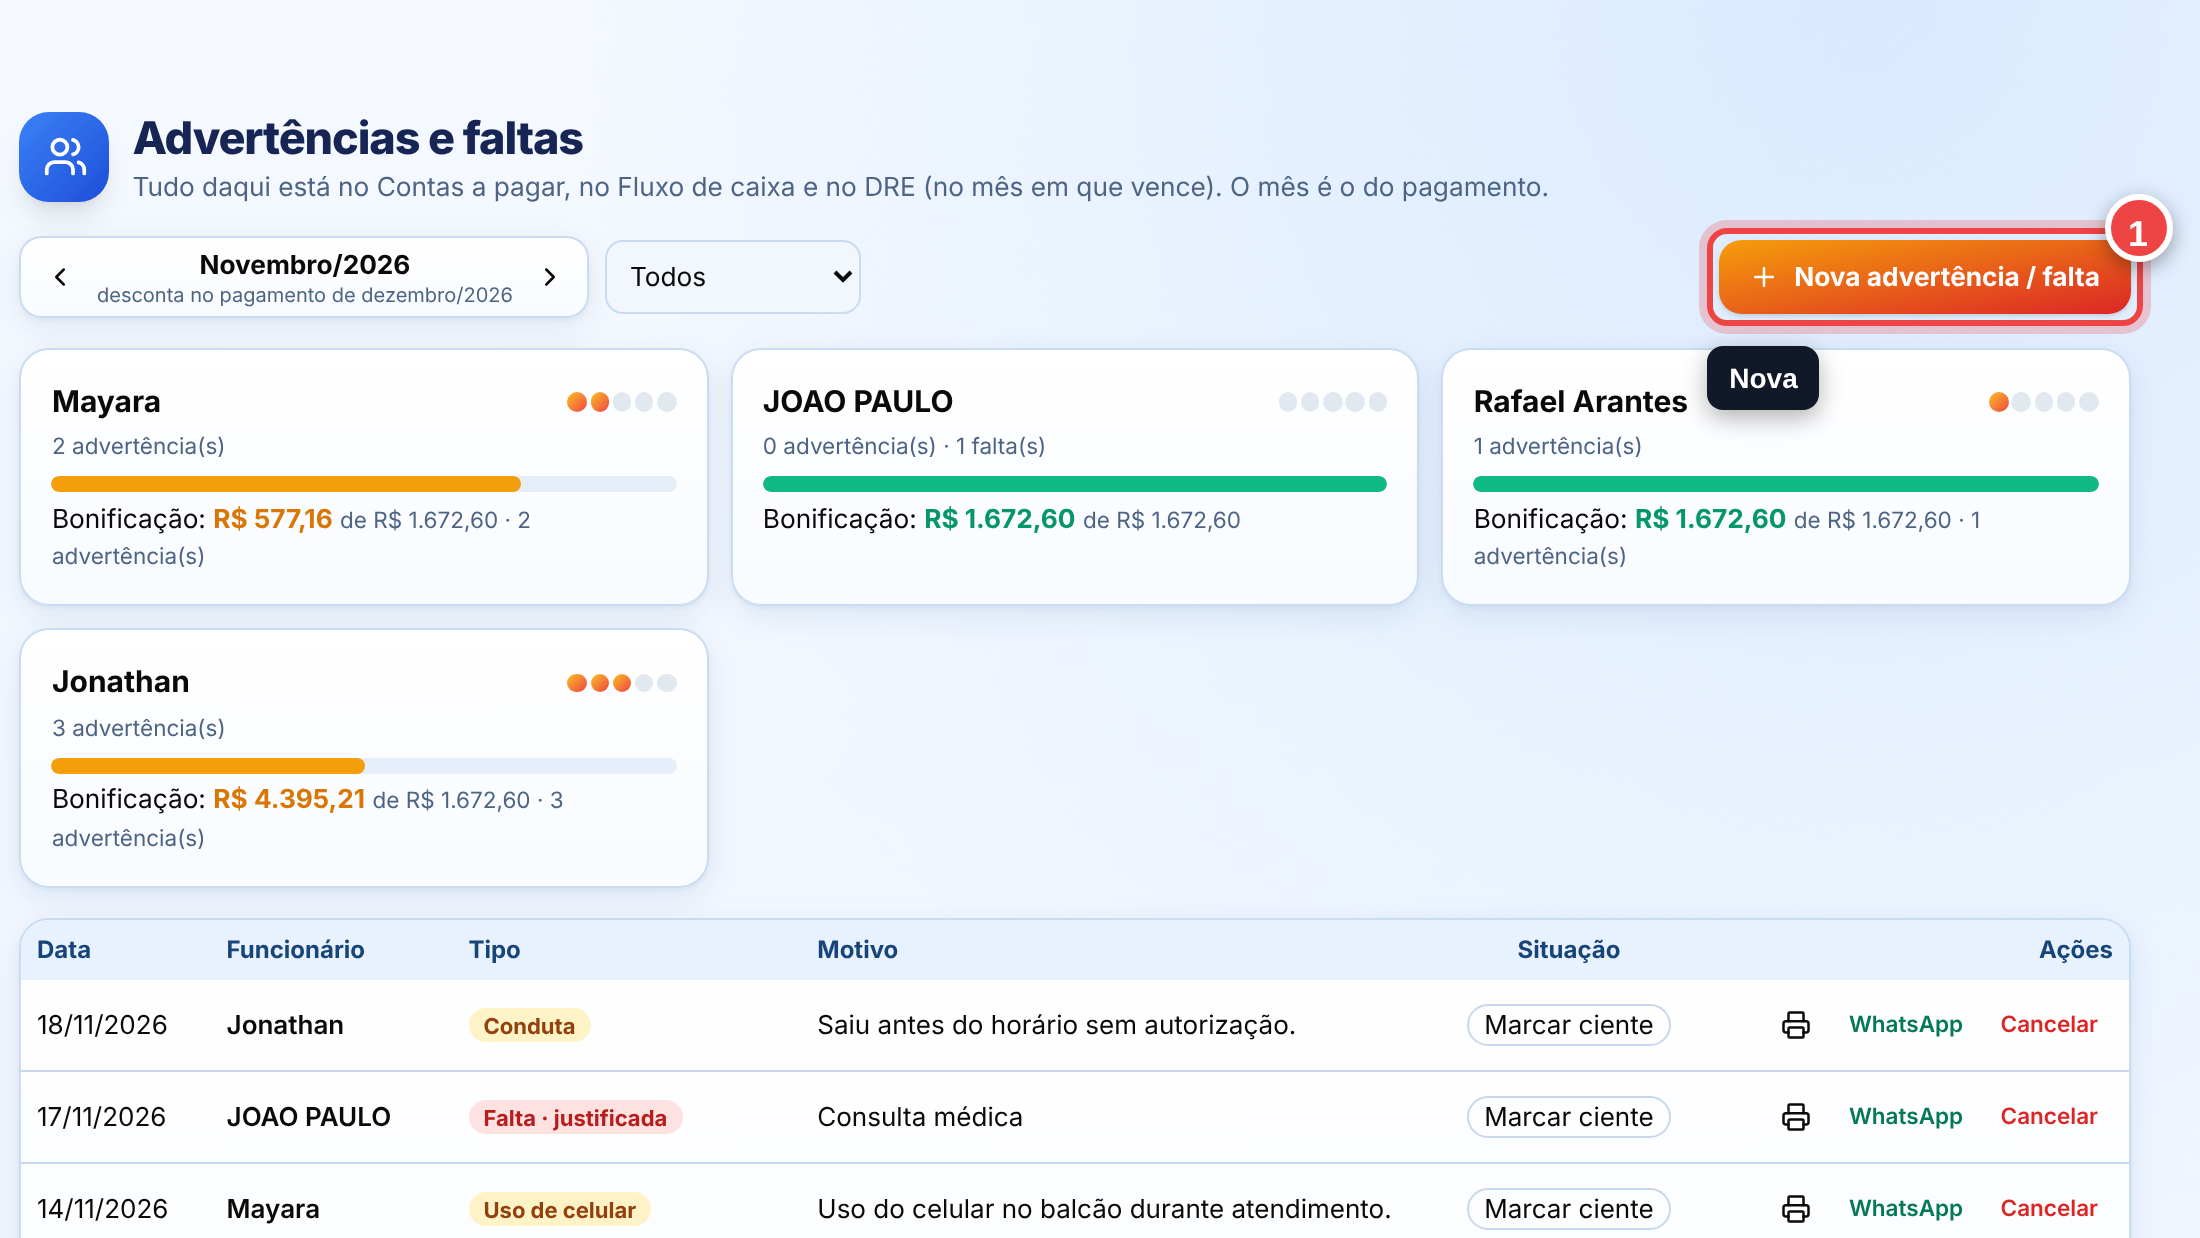 Advertências e faltas
Tudo daqui está no Contas a pagar, no Fluxo de caixa e no DRE (no mês em que vence). O mês é o do pagamento.
Novembro/2026
desconta no pagamento de dezembro/2026
Todos
Nova advertência / falta
1
Nova
Mayara
2 advertência(s)
Bonificação: R$ 577,16 de R$ 1.672,60 · 2
advertência(s)
JOAO PAULO
0 advertência(s) · 1 falta(s)
Bonificação: R$ 1.672,60 de R$ 1.672,60
Rafael Arantes
1 advertência(s)
Bonificação: R$ 1.672,60 de R$ 1.672,60 · 1
advertência(s)
Jonathan
3 advertência(s)
Bonificação: R$ 4.395,21 de R$ 1.672,60 · 3
advertência(s)
Data Funcionário Tipo Motivo Situação Ações
18/11/2026 Jonathan Conduta Saiu antes do horário sem autorização. Marcar ciente WhatsApp Cancelar
17/11/2026 JOAO PAULO Falta · justificada Consulta médica Marcar ciente WhatsApp Cancelar
14/11/2026 Mayara Uso de celular Uso do celular no balcão durante atendimento. Marcar ciente WhatsApp Cancelar